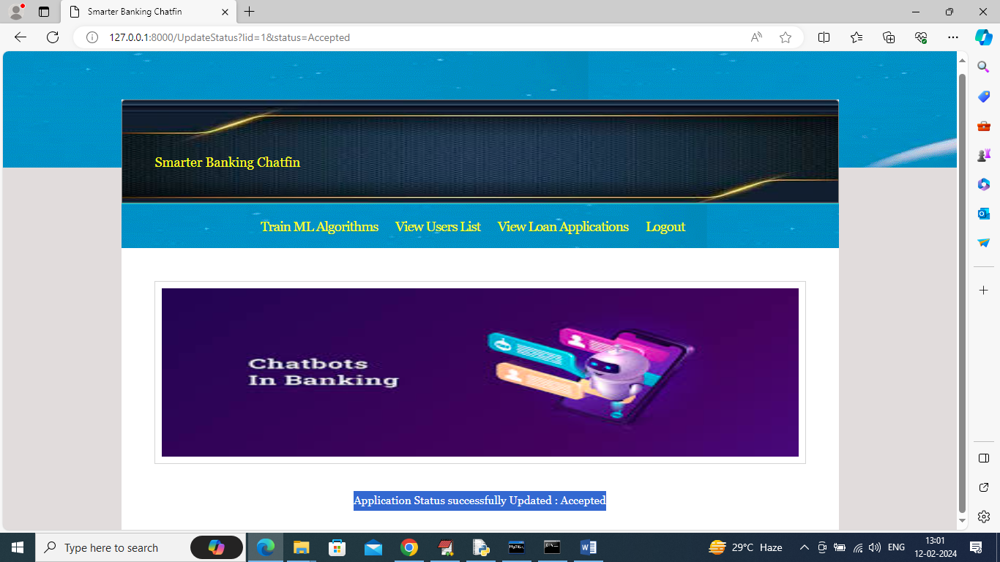 Smarter Banking Chatfin
127.0.0.1:8000/UpdateStatus?lid=1&status=Accepted
Smarter Banking Chatfin
Train ML Algorithms View Users List View Loan Applications Logout
Chatbots
In Banking
Application Status successfully Updated : Accepted
Type here to search
29°C Haze
ENG
13:01
12-02-2024